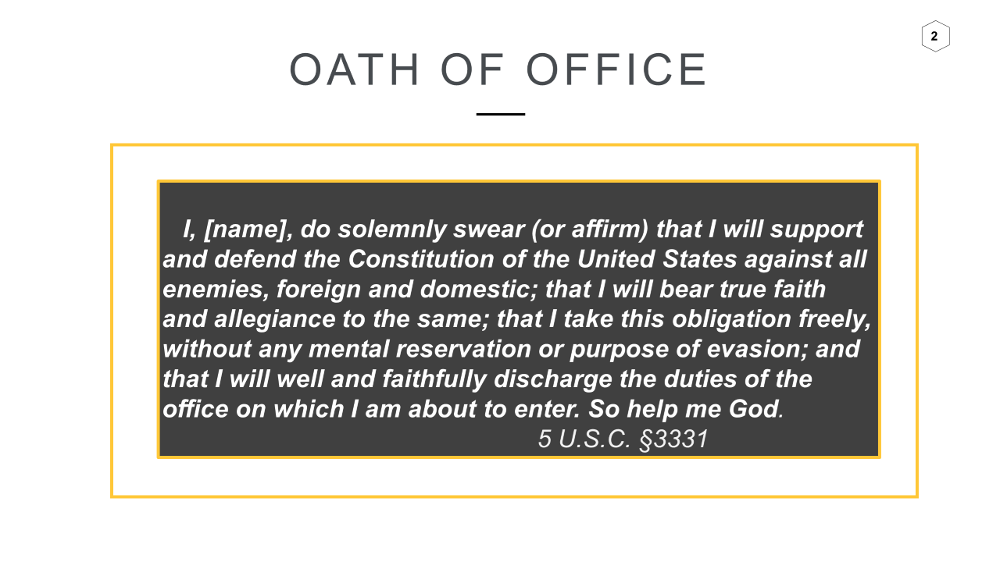 2
OATH OF OFFICE
I, [name], do solemnly swear (or affirm) that I will support
and defend the Constitution of the United States against all
enemies, foreign and domestic; that I will bear true faith
and allegiance to the same; that I take this obligation freely,
without any mental reservation or purpose of evasion; and
that I will well and faithfully discharge the duties of the
office on which I am about to enter. So help me God.
5 U.S.C. §3331